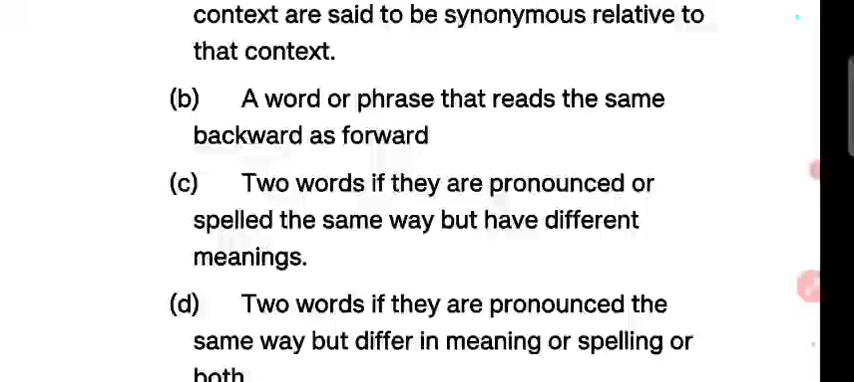 context are said to be synonymous relative to
that context.
(b) A word or phrase that reads the same
backward as forward
(c) Two words if they are pronounced or
spelled the same way but have different
meanings.
(d) Two words if they are pronounced the
same way but differ in meaning or spelling or
both